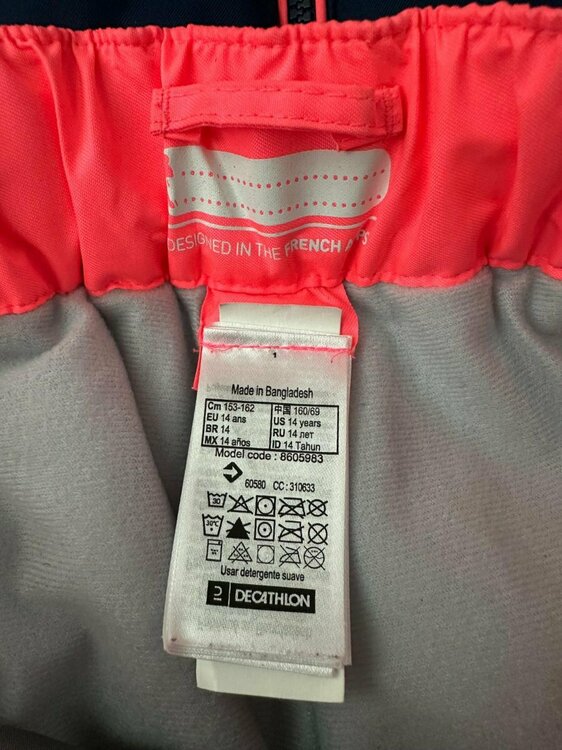 DESIGNED IN THE FRENCH ALPS
1
Made in Bangladesh
Cm 153-162 中国 160/69
EU 14 ans US 14 years
BR 14 RU 14 лет
MX 14 años ID 14 Tahun
Model code : 8605983
60580 CC : 310633
30
30°C
Usar detergente suave
DECATHLON